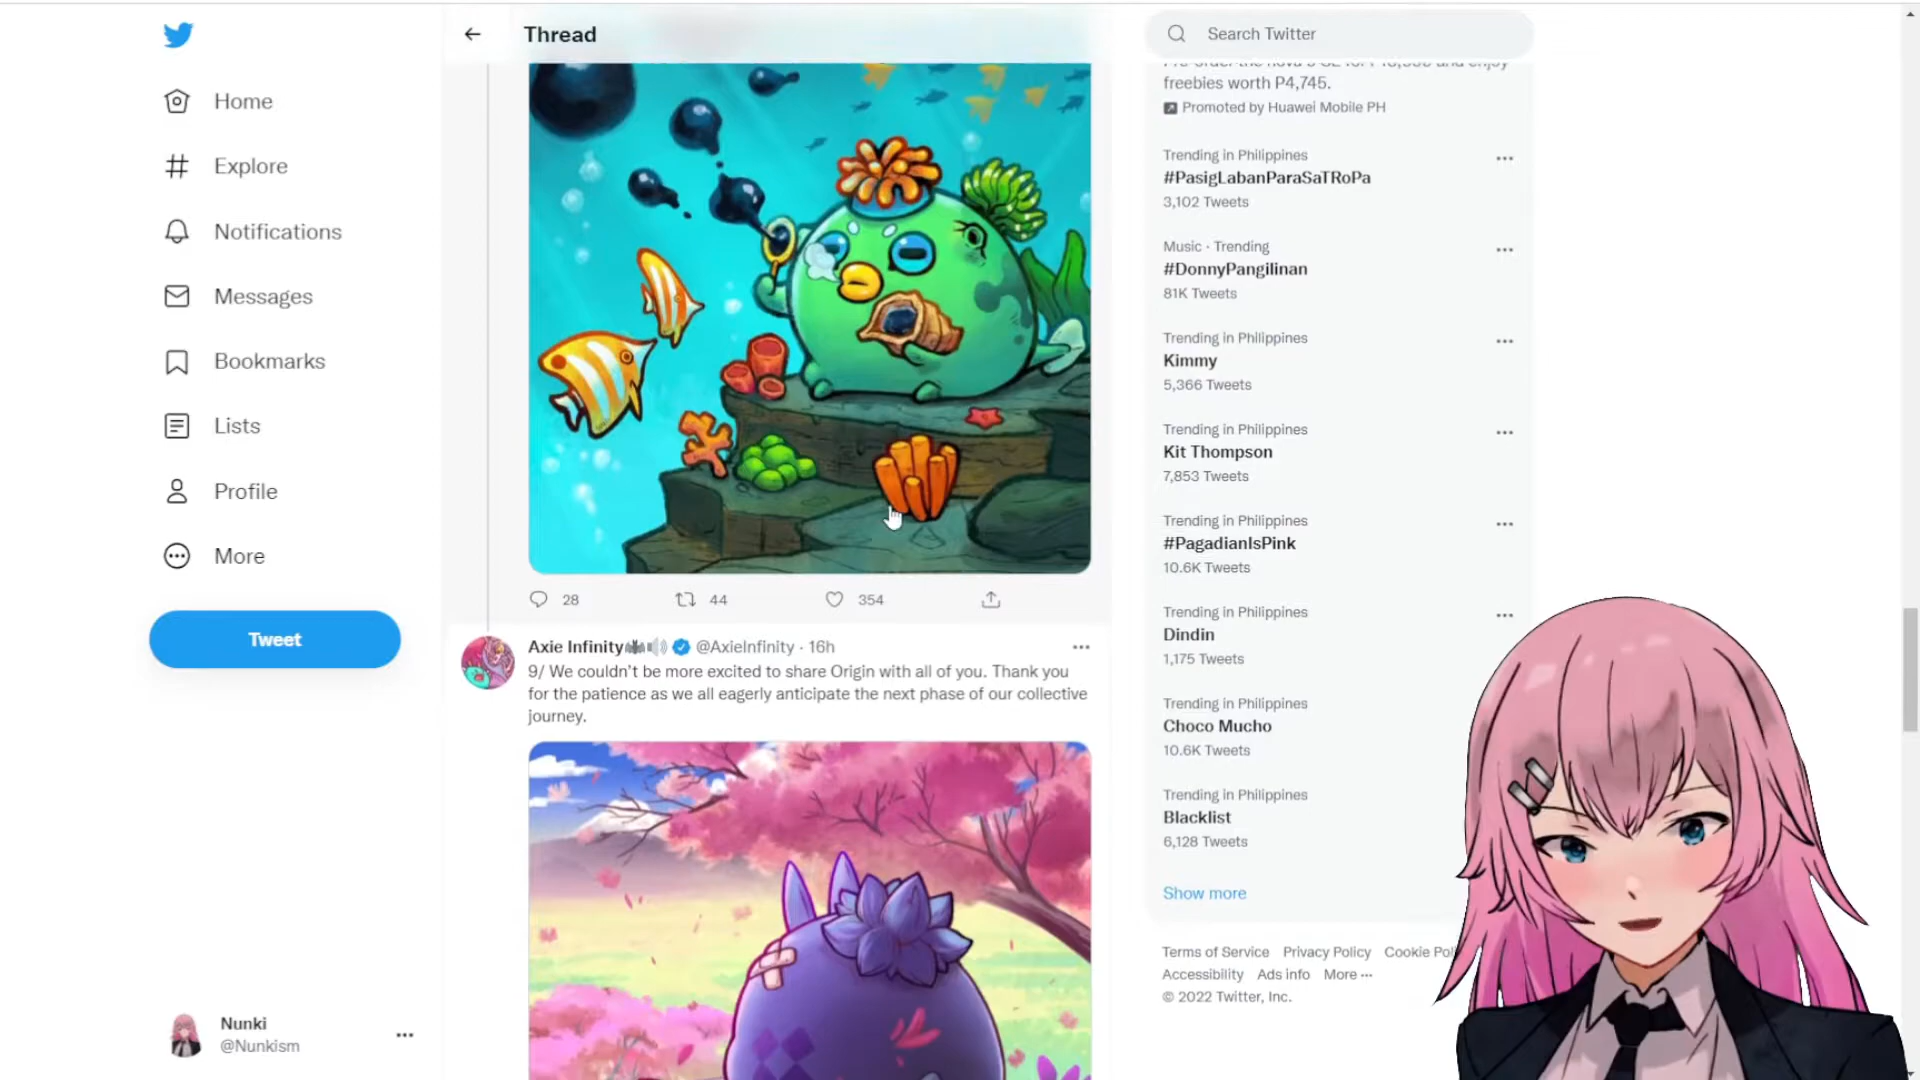 Home
Explore
Notifications
Messages
Bookmarks
Lists
Profile
More
Tweet
Nunki
@Nunkism
Thread
28
44
354
Axie Infinity @AxieInfinity · 16h
9/ We couldn't be more excited to share Origin with all of you. Thank you
for the patience as we all eagerly anticipate the next phase of our collective
journey.
Search Twitter
freebies worth P4,745.
Promoted by Huawei Mobile PH
Trending in Philippines
#PasigLabanParaSaTRoPa
3,102 Tweets
Music · Trending
#DonnyPangilinan
81K Tweets
Trending in Philippines
Kimmy
5,366 Tweets
Trending in Philippines
Kit Thompson
7,853 Tweets
Trending in Philippines
#PagadianIsPink
10.6K Tweets
Trending in Philippines
Dindin
1,175 Tweets
Trending in Philippines
Choco Mucho
10.6K Tweets
Trending in Philippines
Blacklist
6,128 Tweets
Show more
Terms of Service Privacy Policy Cookie
Accessibility Ads info More ···
© 2022 Twitter, Inc.